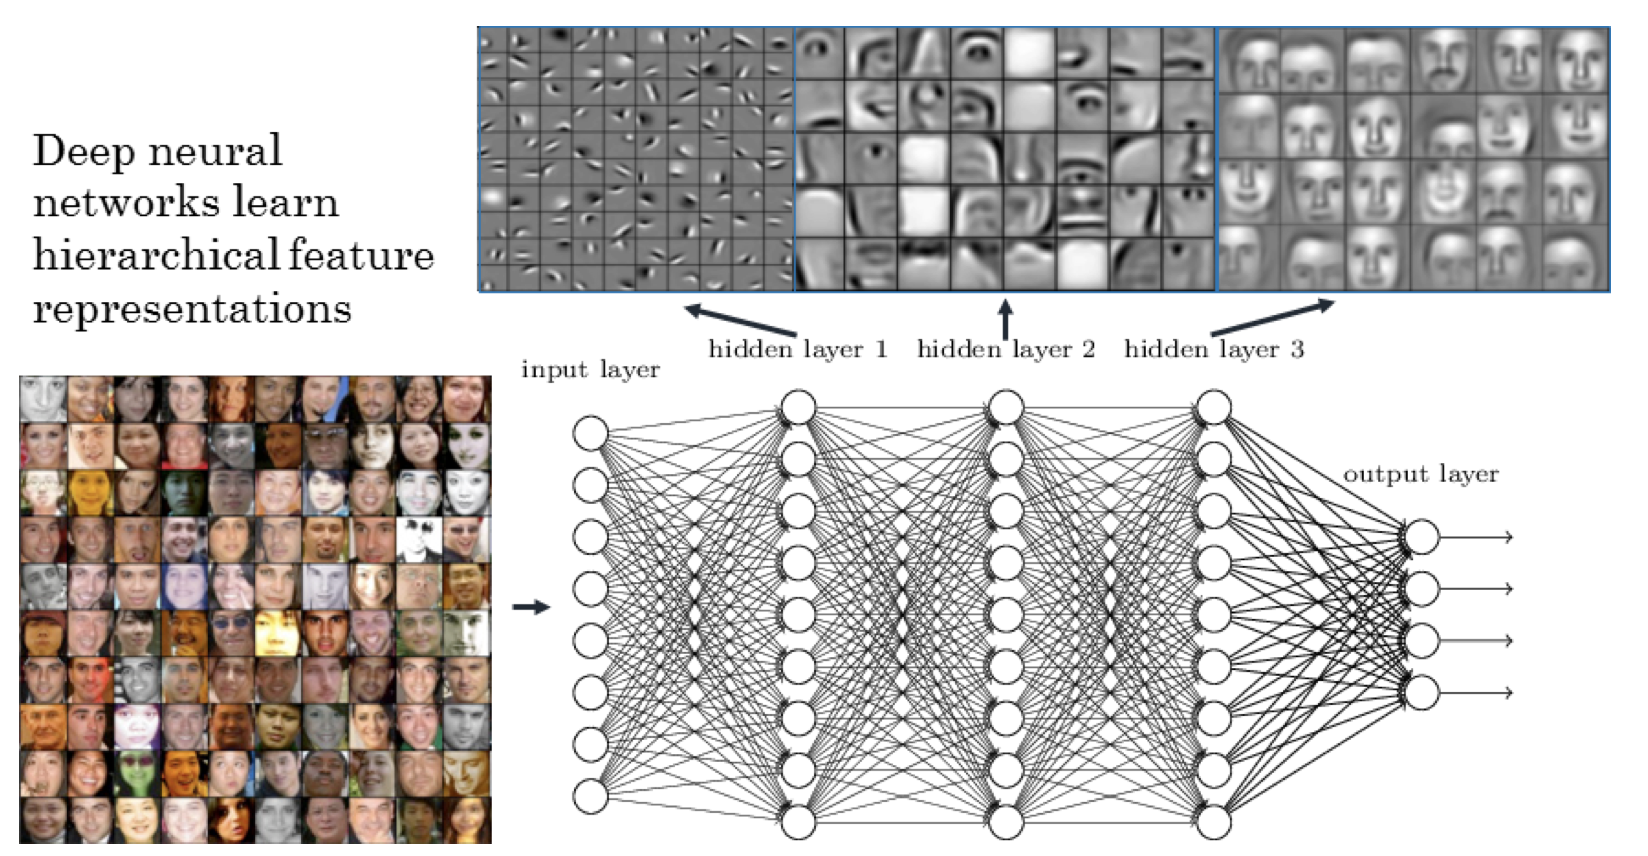 Deep neural
networks learn
hierarchical feature
representations
hidden layer 1
hidden layer 2
hidden layer 3
input layer
output layer